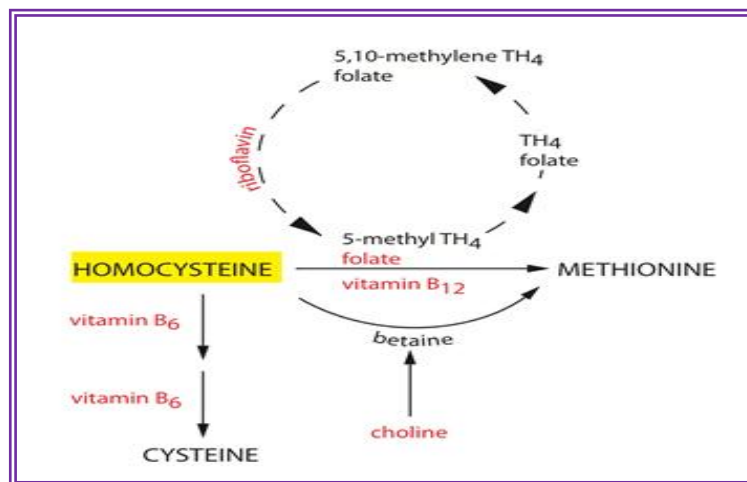 5,10-methylene TH4
folate
riboflavin
TH4
folate
5-methyl TH4
folate
HOMOCYSTEINE
METHIONINE
vitamin B12
vitamin B6
betaine
vitamin B6
choline
CYSTEINE